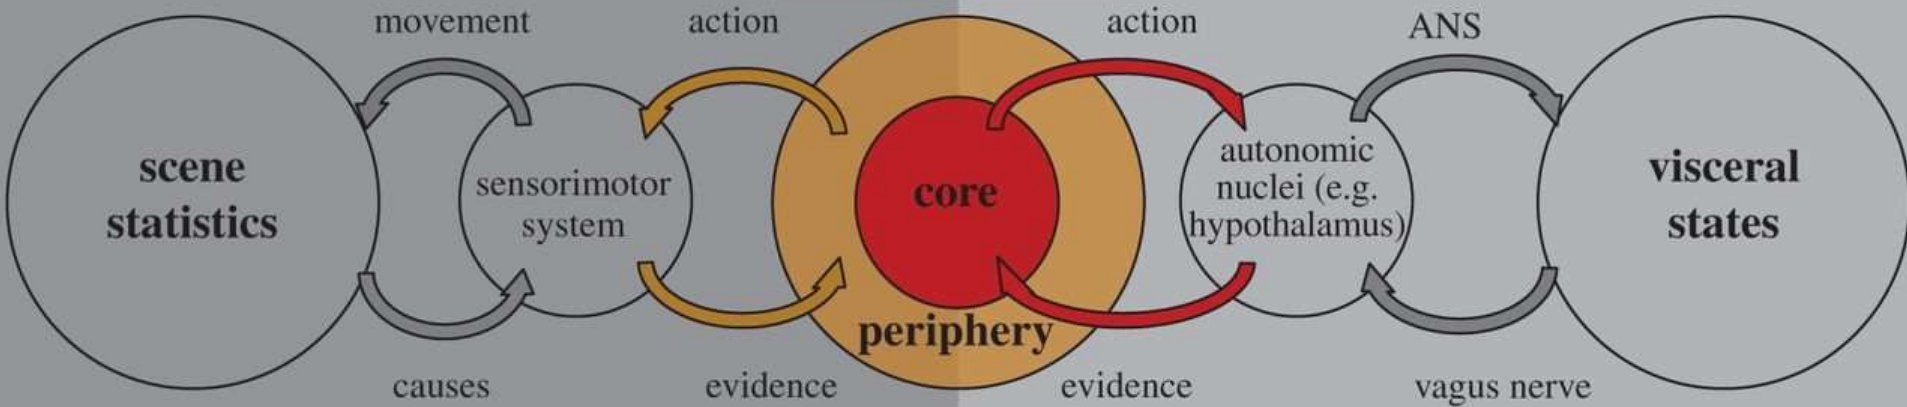 movement
action
action
ANS
scene
statistics
sensorimotor
system
core
periphery
autonomic
nuclei (e.g.
hypothalamus)
visceral
states
causes
evidence
evidence
vagus nerve